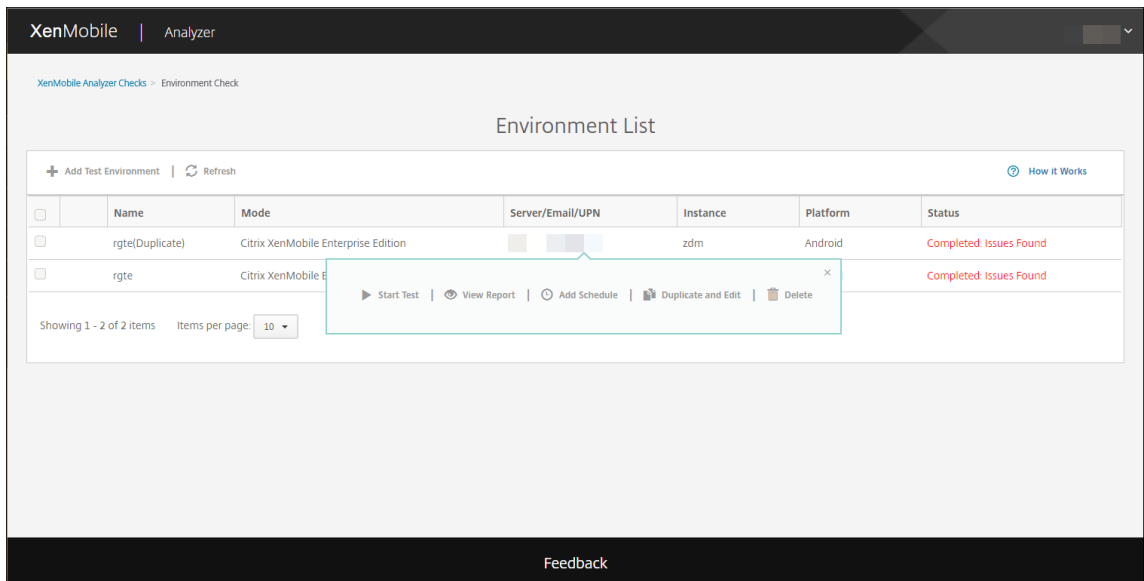 XenMobile | Analyzer
XenMobile Analyzer Checks > Environment Check
Environment List
Add Test Environment | Refresh How it Works
Name Mode Server/Email/UPN Instance Platform Status
rgte(Duplicate) Citrix XenMobile Enterprise Edition zdm Android Completed: Issues Found
rgte Citrix XenMobile E Completed: Issues Found
×
Start Test | View Report | Add Schedule | Duplicate and Edit | Delete
Showing 1 - 2 of 2 items Items per page: 10
Feedback